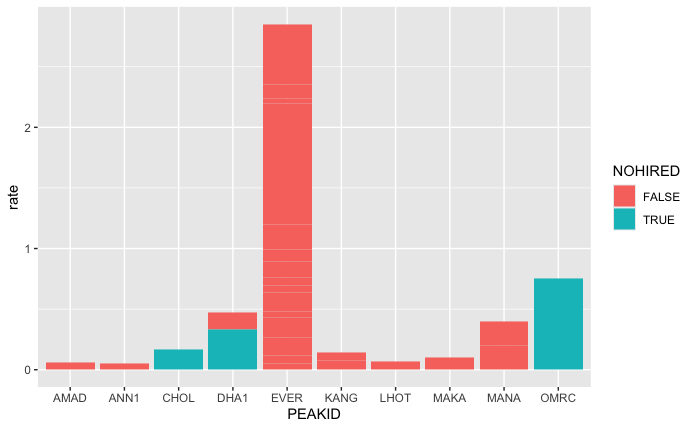 2
1
0
rate
AMAD ANN1 CHOL DHA1 EVER KANG LHOT MAKA MANA OMRC
PEAKID
NOHIRED
FALSE
TRUE